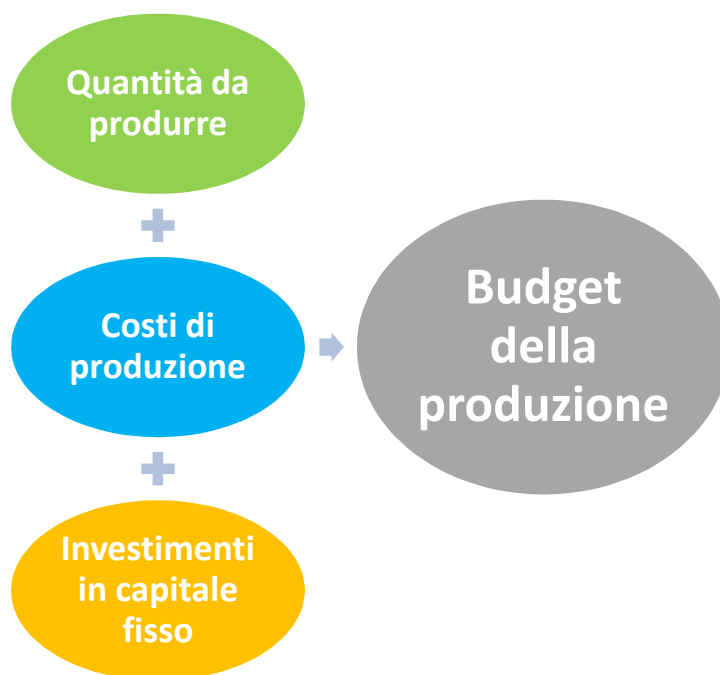 Quantità da
produrre
Costi di
produzione
Budget
della
produzione
Investimenti
in capitale
fisso